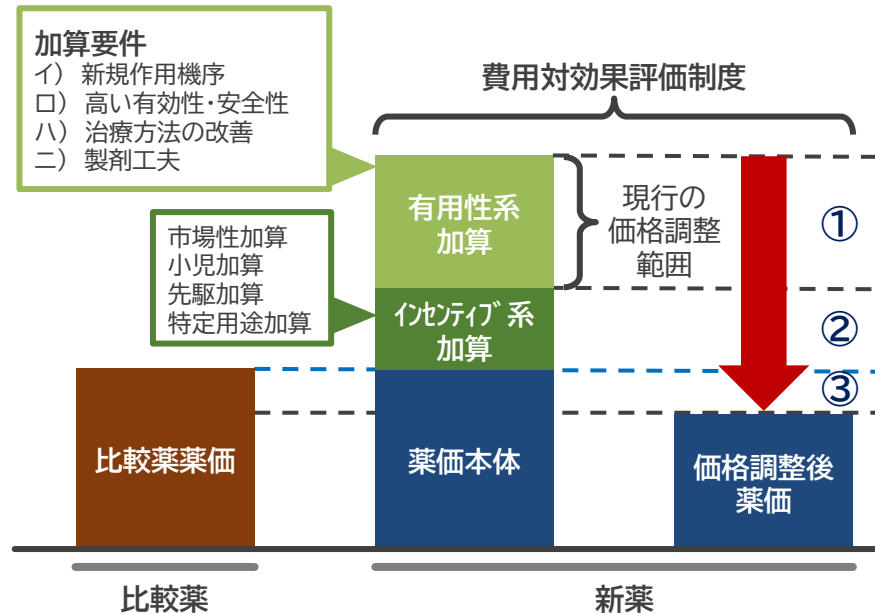 加算要件
イ） 新規作用機序
ロ） 高い有効性・安全性
ハ） 治療方法の改善
ニ） 製剤工夫
費用対効果評価制度
有用性系
加算
現行の
価格調整
範囲
①
市場性加算
小児加算
先駆加算
特定用途加算
ｲﾝｾﾝﾃｨﾌﾞ系
加算
②
③
比較薬薬価
薬価本体
価格調整後
薬価
比較薬
新薬